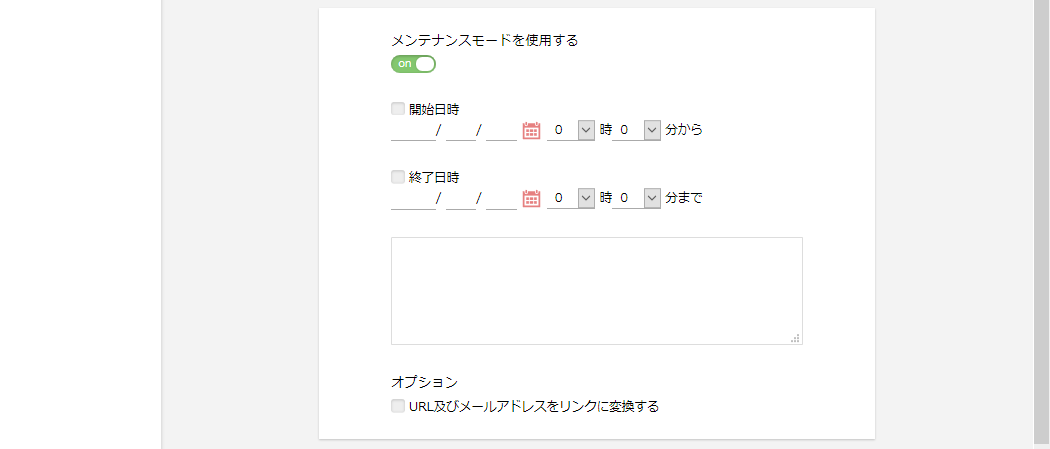 メンテナンスモードを使用する
on
開始日時
/ / 0 時 0 分から
終了日時
/ / 0 時 0 分まで
オプション
URL及びメールアドレスをリンクに変換する